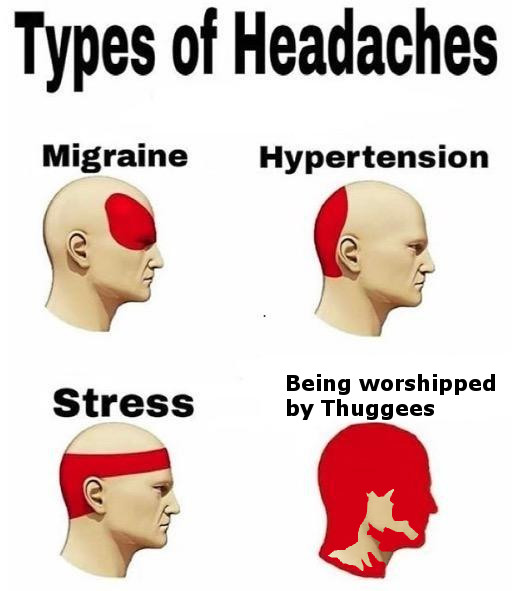 Types of Headaches
Migraine
Hypertension
Stress
Being worshipped
by Thuggees